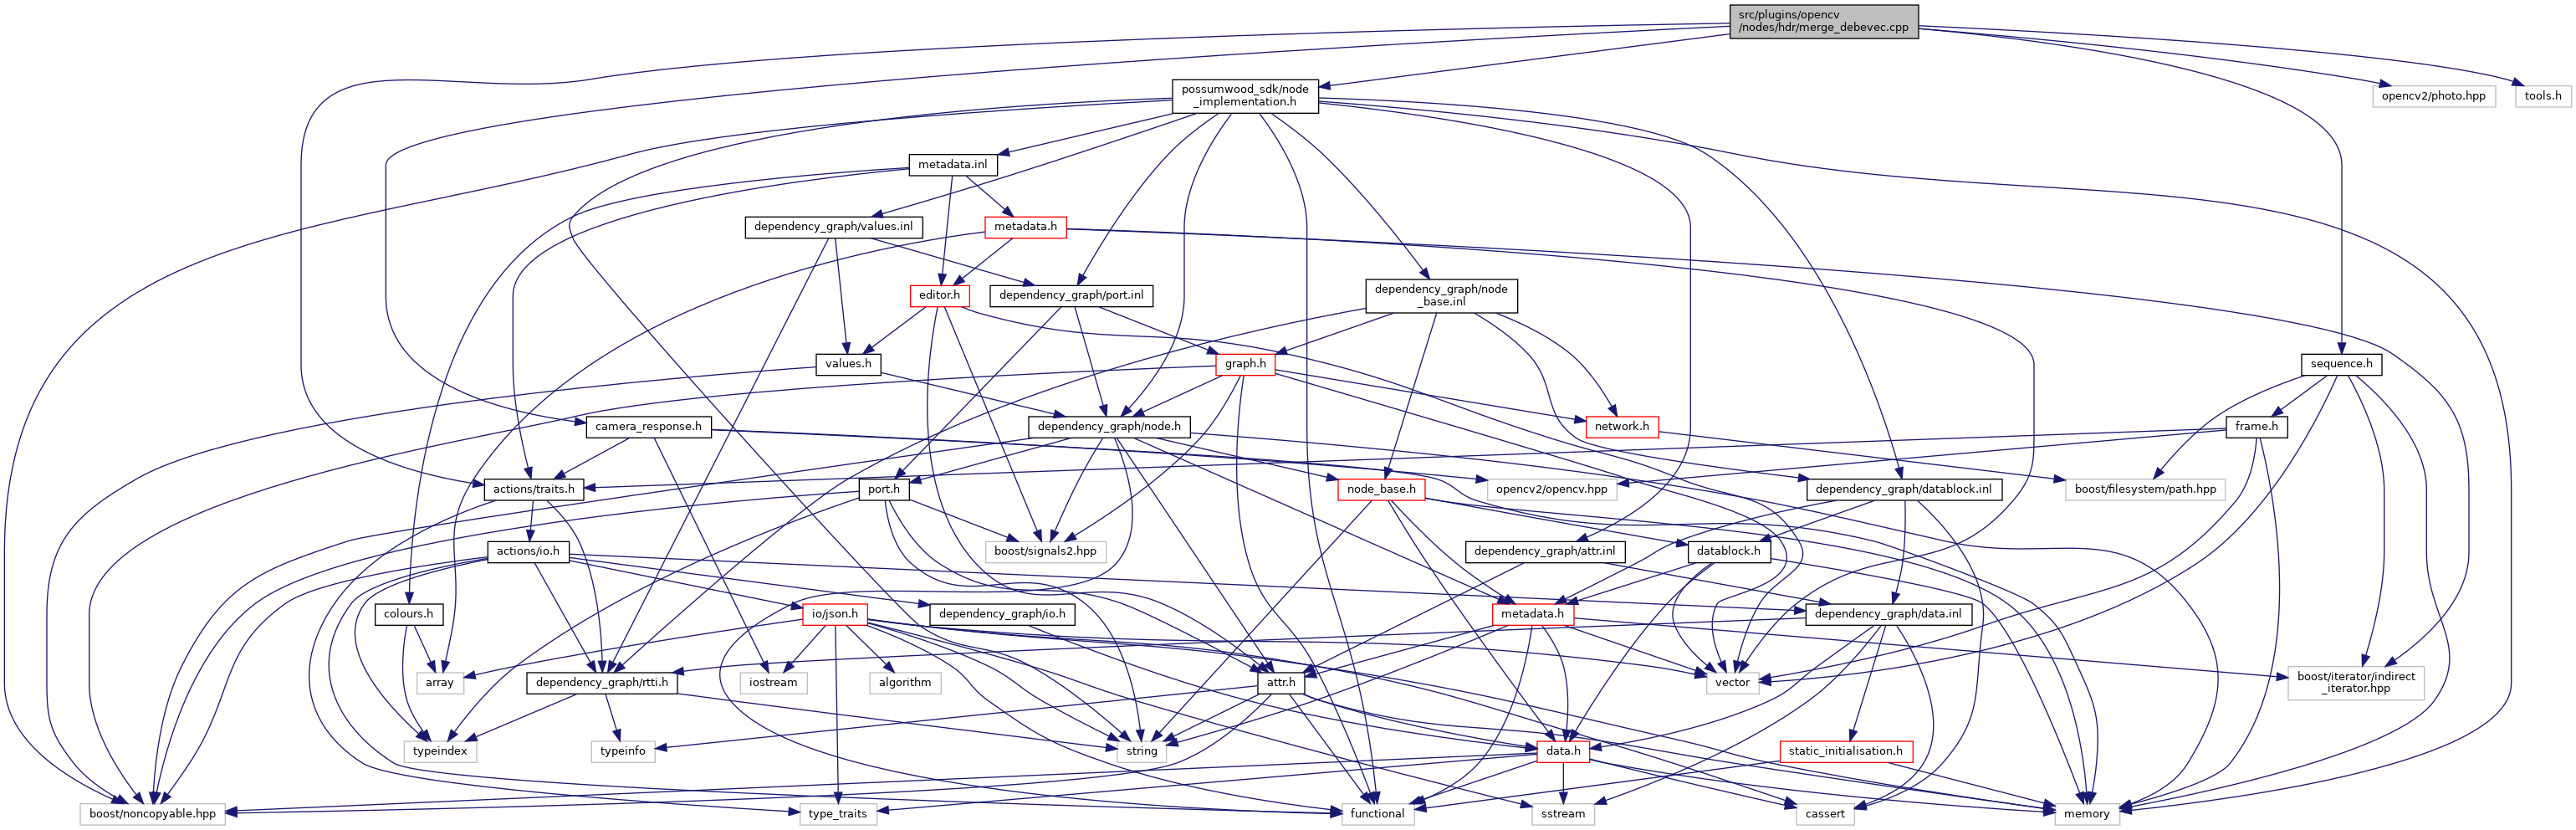 src/plugins/opencv
/nodes/hdr/merge_debevec.cpp
possumwood_sdk/node
_implementation.h
opencv2/photo.hpp
tools.h
metadata.inl
dependency_graph/values.inl
metadata.h
editor.h
dependency_graph/port.inl
dependency_graph/node
_base.inl
values.h
graph.h
sequence.h
camera_response.h
dependency_graph/node.h
network.h
frame.h
actions/traits.h
port.h
opencv2/opencv.hpp
node_base.h
dependency_graph/datablock.inl
boost/filesystem/path.hpp
actions/io.h
boost/signals2.hpp
dependency_graph/attr.inl
datablock.h
colours.h
io/json.h
dependency_graph/io.h
metadata.h
dependency_graph/data.inl
array
dependency_graph/rtti.h
iostream
algorithm
attr.h
vector
boost/iterator/indirect
_iterator.hpp
typeindex
typeinfo
string
data.h
static_initialisation.h
boost/noncopyable.hpp
type_traits
functional
sstream
cassert
memory